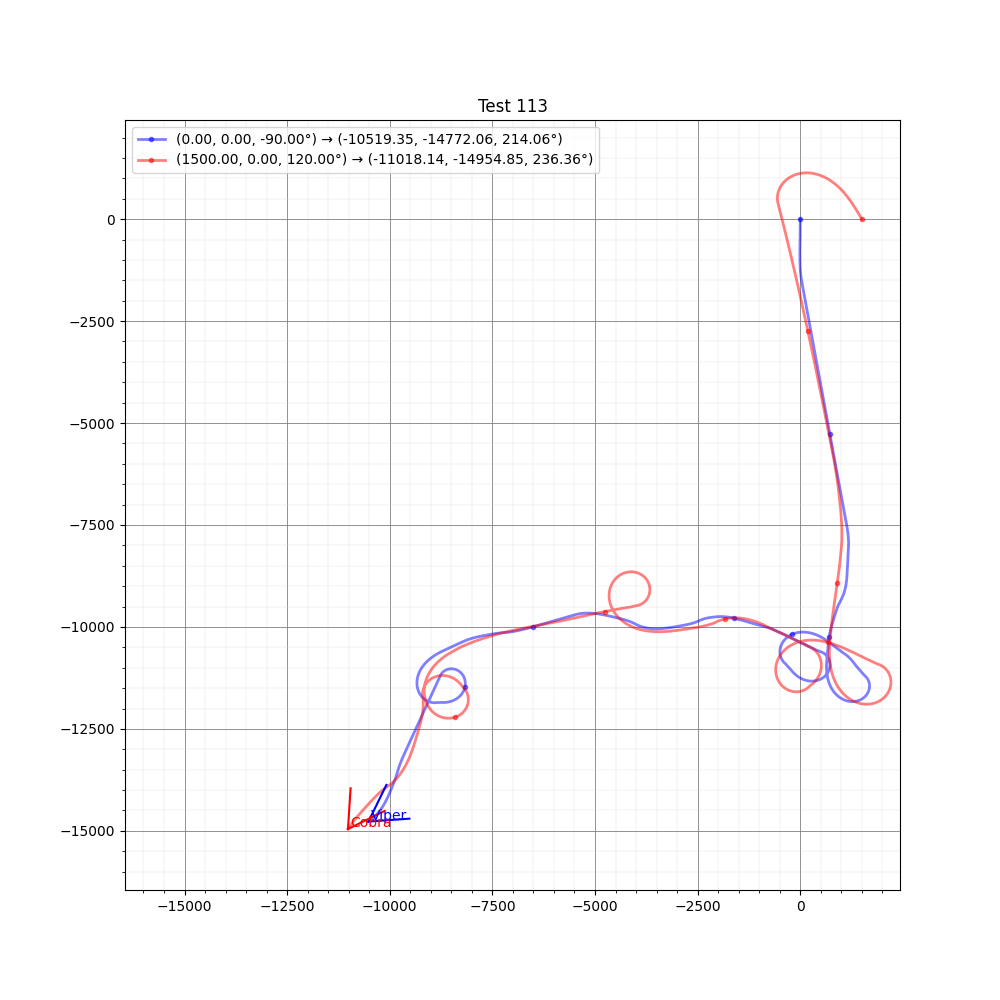 Test 113
(0.00, 0.00, -90.00°) → (-10519.35, -14772.06, 214.06°)
(1500.00, 0.00, 120.00°) → (-11018.14, -14954.85, 236.36°)
0
−2500
−5000
−7500
−10000
−12500
−15000
Viper
Cobra
−15000 −12500 −10000 −7500 −5000 −2500 0